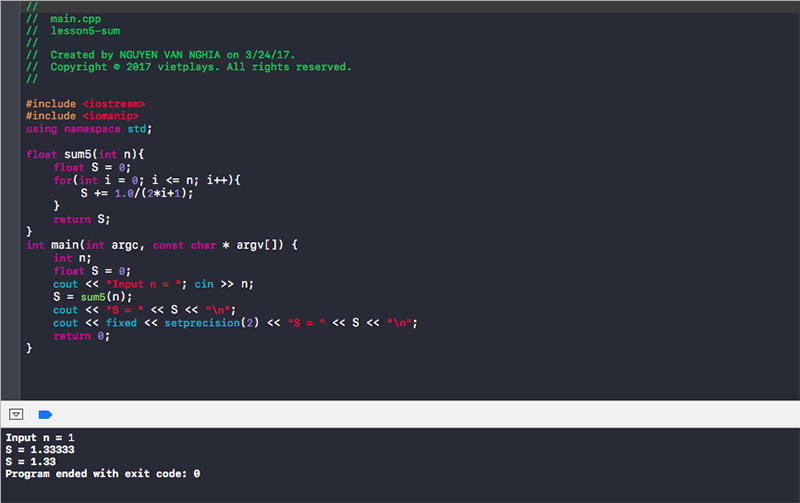 //
//  main.cpp
//  lesson5-sum
//
//  Created by NGUYEN VAN NGHIA on 3/24/17.
//  Copyright © 2017 vietplays. All rights reserved.
//
#include <iostream>
#include <iomanip>
using namespace std;
float sum5(int n){
    float S = 0;
    for(int i = 0; i <= n; i++){
        S += 1.0/(2*i+1);
    }
    return S;
}
int main(int argc, const char * argv[]) {
    int n;
    float S = 0;
    cout << "Input n = "; cin >> n;
    S = sum5(n);
    cout << "S = " << S << "\n";
    cout << fixed << setprecision(2) << "S = " << S << "\n";
    return 0;
}
Input n = 1
S = 1.33333
S = 1.33
Program ended with exit code: 0